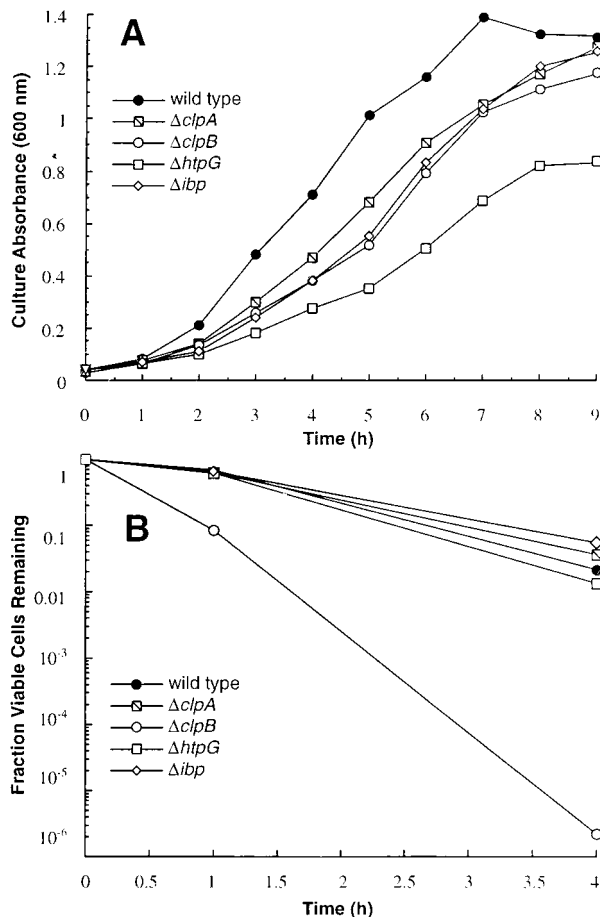 A
Culture Absorbance (600 nm)
1.4
1.2
1
0.8
0.6
0.4
0.2
0
wild type
ΔclpA
ΔclpB
ΔhtpG
Δibp
0 1 2 3 4 5 6 7 8 9
Time (h)
B
Fraction Viable Cells Remaining
1
0.1
0.01
10-3
10-4
10-5
10-6
wild type
ΔclpA
ΔclpB
ΔhtpG
Δibp
0 0.5 1 1.5 2 2.5 3 3.5 4
Time (h)